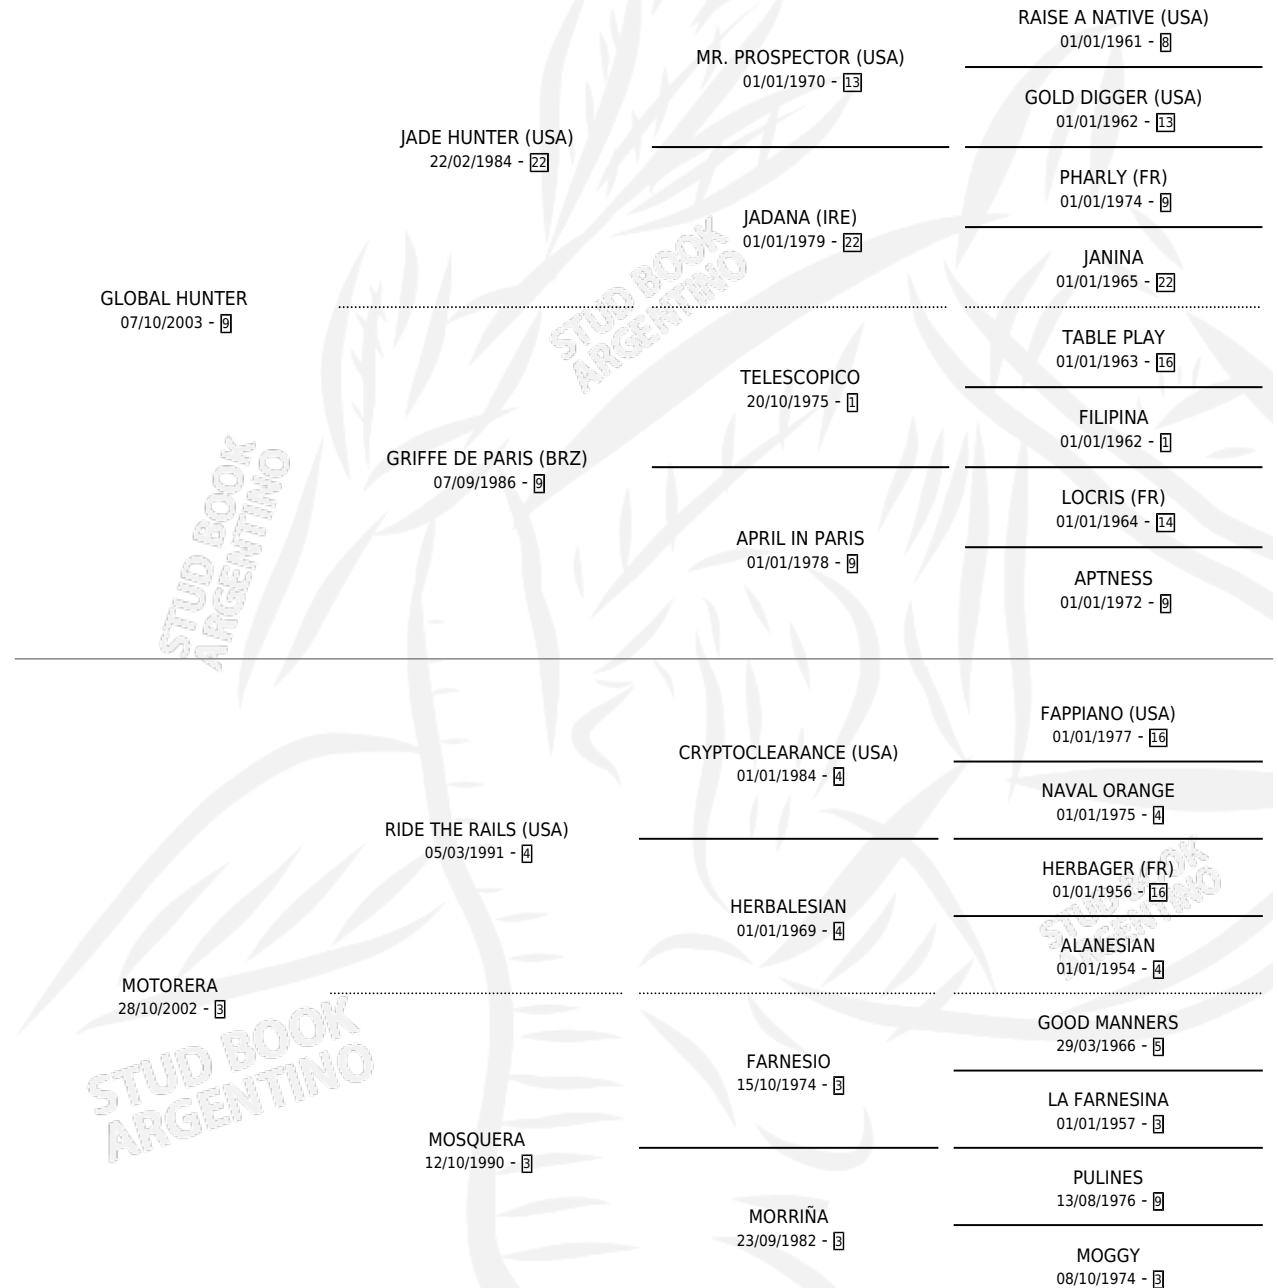 RAISE A NATIVE (USA)
01/01/1961 - 8
MR. PROSPECTOR (USA)
01/01/1970 - 13
GOLD DIGGER (USA)
01/01/1962 - 13
JADE HUNTER (USA)
22/02/1984 - 22
PHARLY (FR)
01/01/1974 - 9
JADANA (IRE)
01/01/1979 - 22
JANINA
01/01/1965 - 22
GLOBAL HUNTER
07/10/2003 - 9
TABLE PLAY
01/01/1963 - 16
TELESCOPICO
20/10/1975 - 1
FILIPINA
01/01/1962 - 1
GRIFFE DE PARIS (BRZ)
07/09/1986 - 9
LOCRIS (FR)
01/01/1964 - 14
APRIL IN PARIS
01/01/1978 - 9
APTNESS
01/01/1972 - 9
STUD BOOK
ARGENTINO
STUD BOOK
ARGENTINO
FAPPIANO (USA)
01/01/1977 - 16
CRYPTOCLEARANCE (USA)
01/01/1984 - 4
NAVAL ORANGE
01/01/1975 - 4
RIDE THE RAILS (USA)
05/03/1991 - 4
HERBAGER (FR)
01/01/1956 - 16
HERBALESIAN
01/01/1969 - 4
ALANESIAN
01/01/1954 - 4
MOTORERA
28/10/2002 - 3
GOOD MANNERS
29/03/1966 - 5
FARNESIO
15/10/1974 - 3
LA FARNESINA
01/01/1957 - 3
MOSQUERA
12/10/1990 - 3
PULINES
13/08/1976 - 9
MORRIÑA
23/09/1982 - 3
MOGGY
08/10/1974 - 3
STUD BOOK
ARGENTINO
STUD BOOK
ARGENTINO